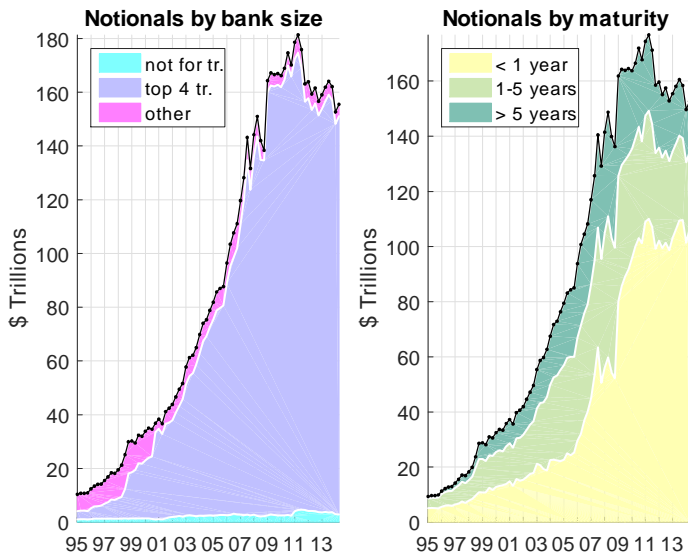 Notionals by bank size
180
160
140
120
100
80
60
40
20
0
$ Trillions
not for tr.
top 4 tr.
other
95 97 99 01 03 05 07 09 11 13
Notionals by maturity
160
140
120
100
80
60
40
20
0
$ Trillions
< 1 year
1-5 years
> 5 years
95 97 99 01 03 05 07 09 11 13